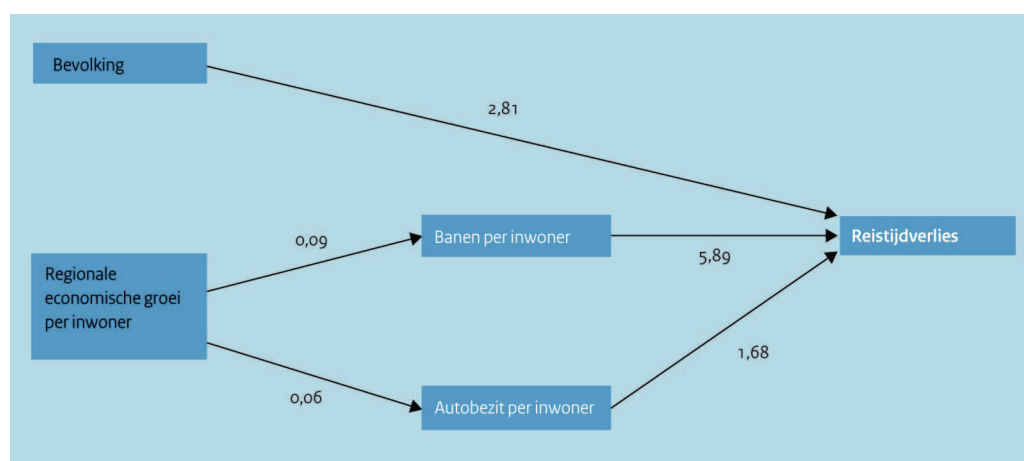 Bevolking
2,81
Banen per inwoner
0,09
5,89
Reistijdverlies
Regionale
economische groei
per inwoner
1,68
0,06
Autobezit per inwoner